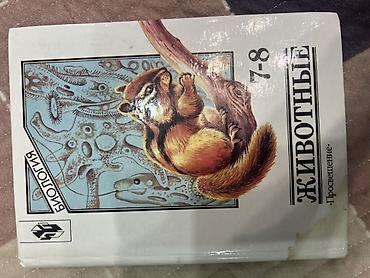 БИОЛОГИЯ
7-8
ЖИВОТНЫЕ
•Просвещение•